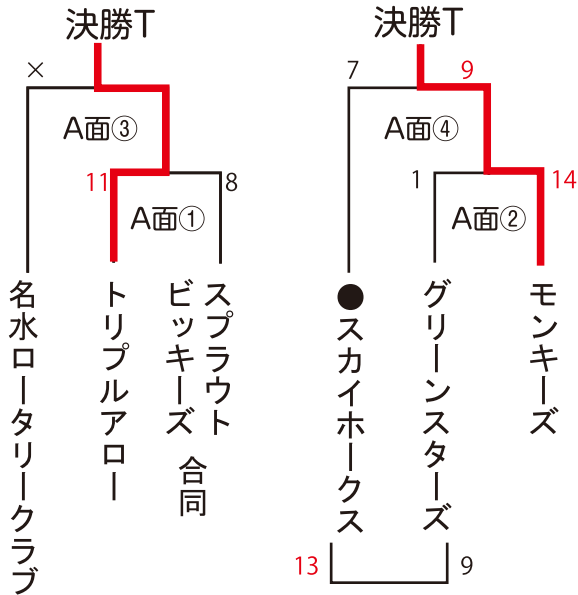 決勝T
×
A面③
11
8
A面①
名水ロータリークラブ
トリプルアロー
スプラウト
ビッキーズ 合同
決勝T
7
9
A面④
1
14
A面②
●スカイホークス
グリーンスターズ
モンキーズ
13
9